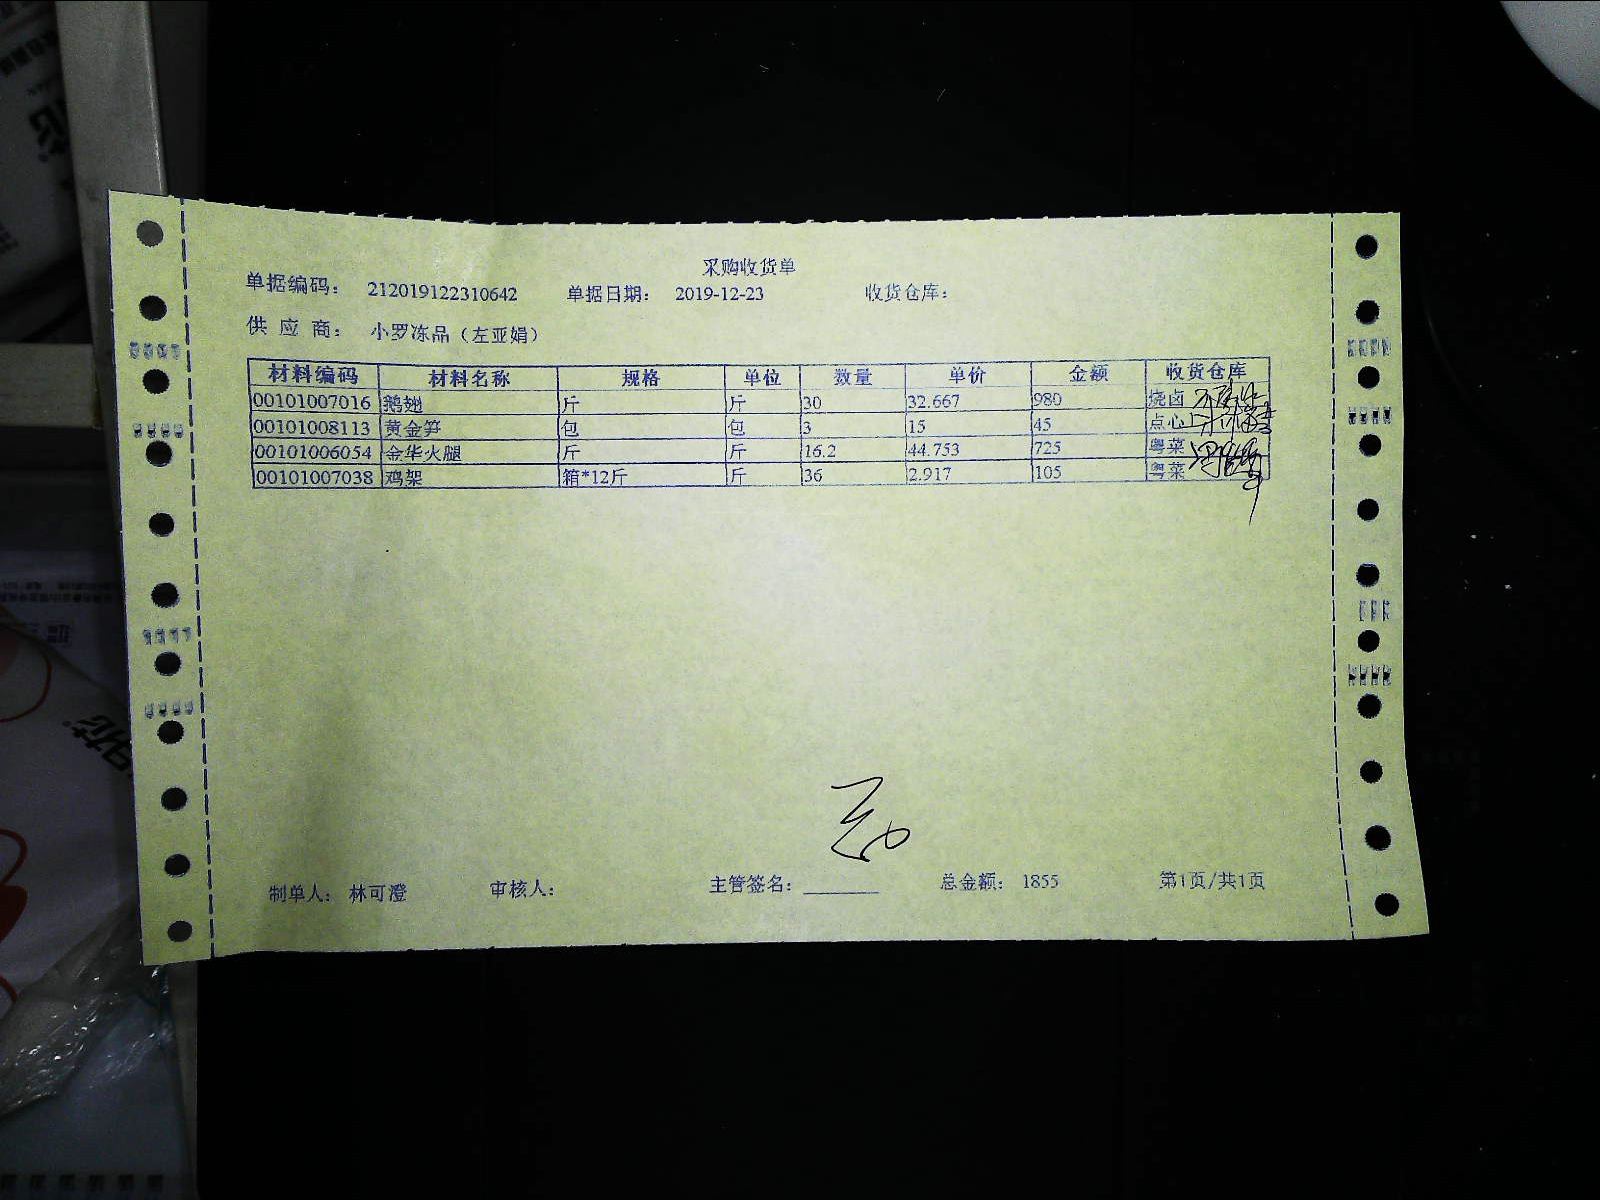 采购收货单
单据编码： 212019122310642 单据日期： 2019-12-23 收货仓库：
供 应 商： 小罗冻品（左亚娟）
材料编码 材料名称 规格 单位 数量 单价 金额 收货仓库
00101007016 鹅翅 斤 斤 30 32.667 980 烧卤
00101008113 黄金笋 包 包 3 15 45 点心
00101006054 金华火腿 斤 斤 16.2 44.753 725 粤菜
00101007038 鸡架 箱*12斤 斤 36 2.917 105 粤菜
制单人： 林可澄 审核人： 主管签名： 总金额： 1855 第1页/共1页